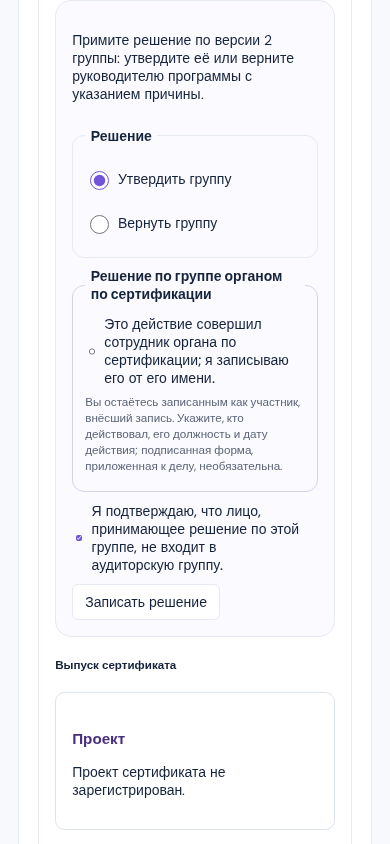 Примите решение по версии 2
группы: утвердите её или верните
руководителю программы с
указанием причины.
Решение
Утвердить группу
Вернуть группу
Решение по группе органом
по сертификации
Это действие совершил
сотрудник органа по
сертификации; я записываю
его от его имени.
Вы остаётесь записанным как участник,
внёсший запись. Укажите, кто
действовал, его должность и дату
действия; подписанная форма,
приложенная к делу, необязательна.
Я подтверждаю, что лицо,
принимающее решение по этой
группе, не входит в
аудиторскую группу.
Записать решение
Выпуск сертификата
Проект
Проект сертификата не
зарегистрирован.